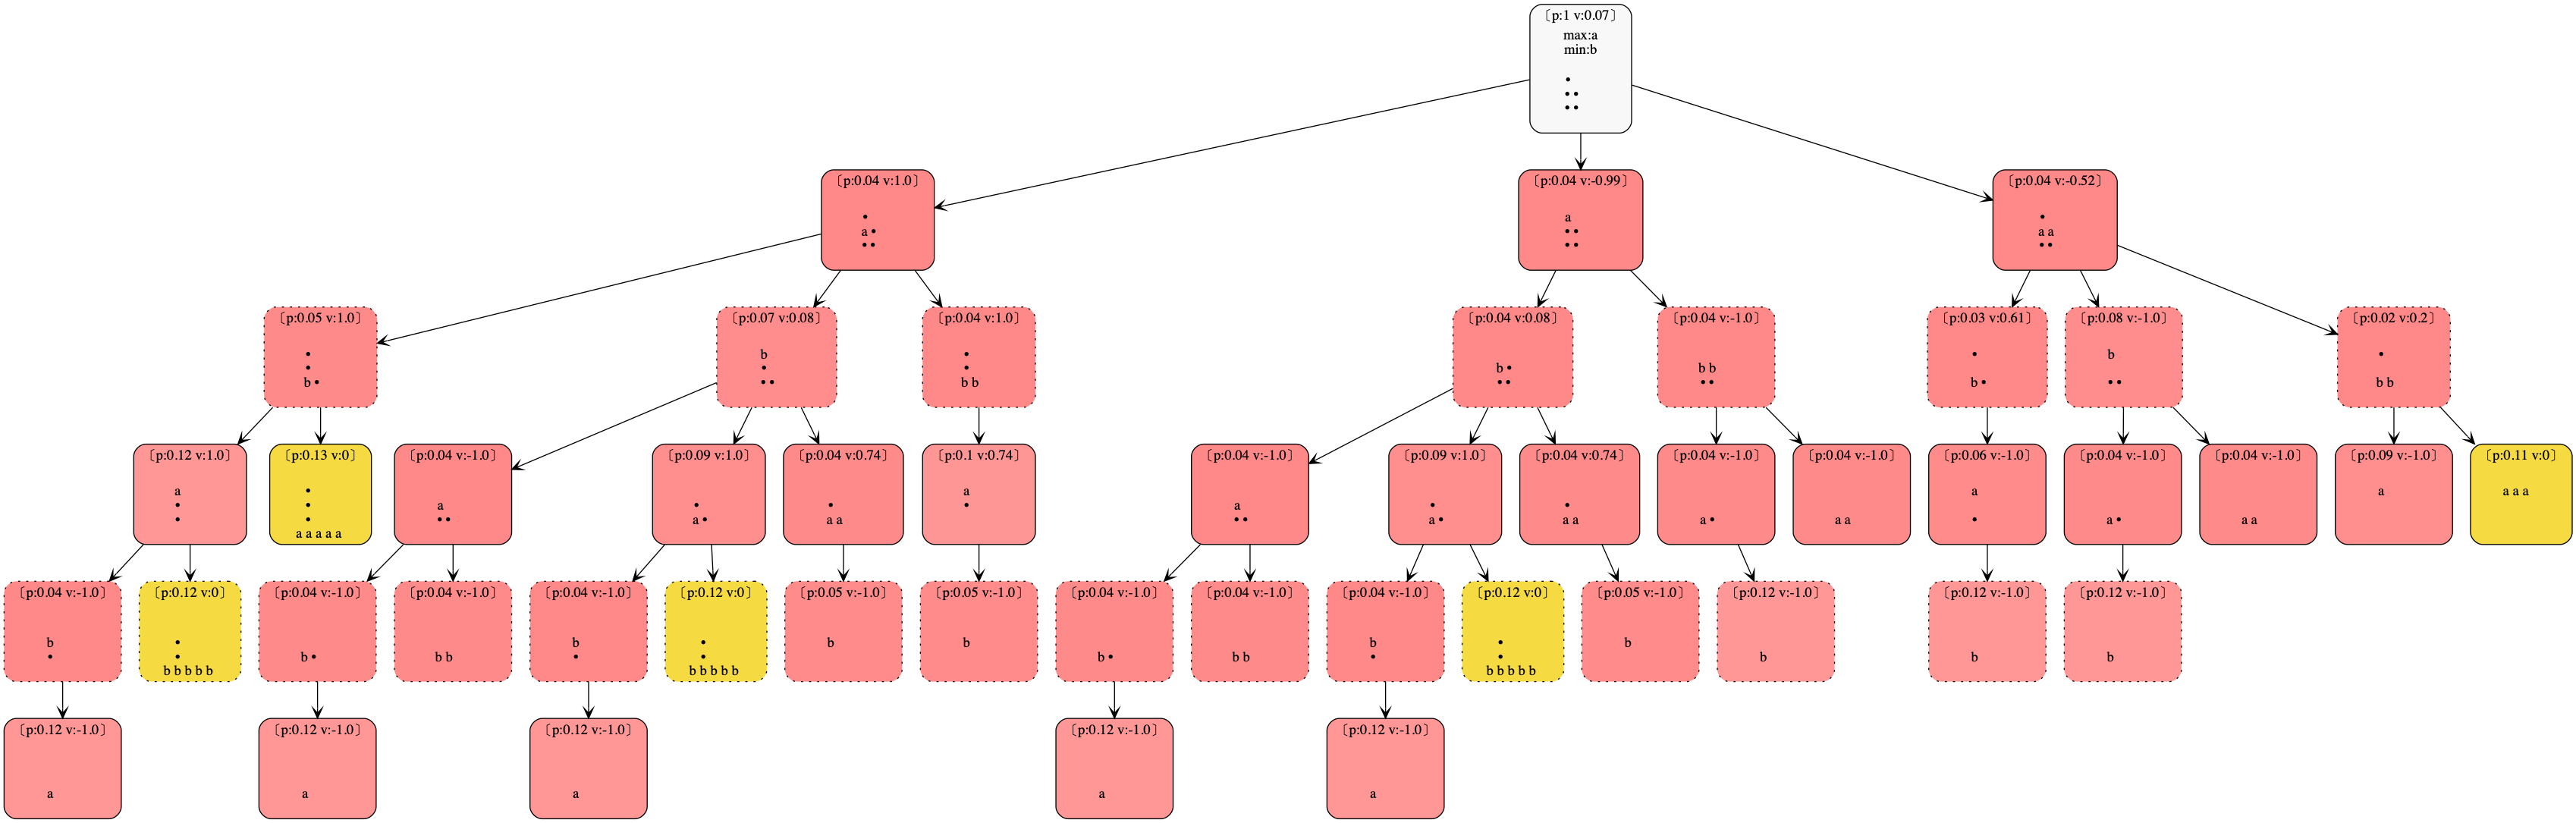 〔p:1 v:0.07〕
max:a
min:b
•
• •
• •
〔p:0.04 v:1.0〕
•
a •
• •
〔p:0.04 v:-0.99〕
a
• •
• •
〔p:0.04 v:-0.52〕
•
a a
• •
〔p:0.05 v:1.0〕
•
•
b •
〔p:0.07 v:0.08〕
b
•
• •
〔p:0.04 v:1.0〕
•
•
b b
〔p:0.04 v:0.08〕
b •
• •
〔p:0.04 v:-1.0〕
b b
• •
〔p:0.03 v:0.61〕
•
b •
〔p:0.08 v:-1.0〕
b
• •
〔p:0.02 v:0.2〕
•
b b
〔p:0.12 v:1.0〕
a
•
•
〔p:0.13 v:0〕
•
•
•
a a a a a
〔p:0.04 v:-1.0〕
a
• •
〔p:0.09 v:1.0〕
•
a •
〔p:0.04 v:0.74〕
•
a a
〔p:0.1 v:0.74〕
a
•
〔p:0.04 v:-1.0〕
a
• •
〔p:0.09 v:1.0〕
•
a •
〔p:0.04 v:0.74〕
•
a a
〔p:0.04 v:-1.0〕
a •
〔p:0.04 v:-1.0〕
a a
〔p:0.06 v:-1.0〕
a
•
〔p:0.04 v:-1.0〕
a •
〔p:0.04 v:-1.0〕
a a
〔p:0.09 v:-1.0〕
a
〔p:0.11 v:0〕
a a a
〔p:0.04 v:-1.0〕
b
•
〔p:0.12 v:0〕
•
•
b b b b b
〔p:0.04 v:-1.0〕
b •
〔p:0.04 v:-1.0〕
b b
〔p:0.04 v:-1.0〕
b
•
〔p:0.12 v:0〕
•
•
b b b b b
〔p:0.05 v:-1.0〕
b
〔p:0.05 v:-1.0〕
b
〔p:0.04 v:-1.0〕
b •
〔p:0.04 v:-1.0〕
b b
〔p:0.04 v:-1.0〕
b
•
〔p:0.12 v:0〕
•
•
b b b b b
〔p:0.05 v:-1.0〕
b
〔p:0.12 v:-1.0〕
b
〔p:0.12 v:-1.0〕
b
〔p:0.12 v:-1.0〕
b
〔p:0.12 v:-1.0〕
a
〔p:0.12 v:-1.0〕
a
〔p:0.12 v:-1.0〕
a
〔p:0.12 v:-1.0〕
a
〔p:0.12 v:-1.0〕
a